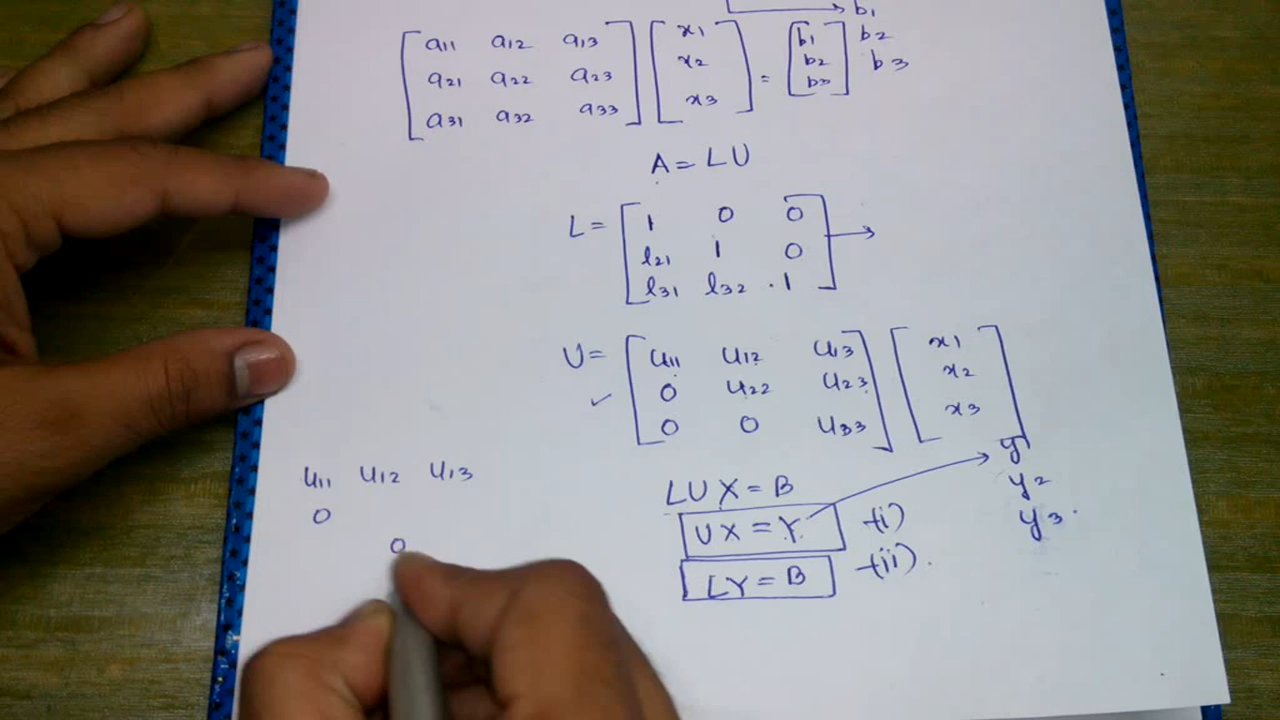 b1
a11 a12 a13 x1 b1 b2
a21 a22 a23 x2 = b2 b3
a31 a32 a33 x3 b3
A = LU
L = 1 0 0
l21 1 0
l31 l32 . 1
U = u11 u12 u13 x1
0 u22 u23 x2
0 0 u33 x3
y
y2
y3
LUX = B
UX = Y (i)
LY = B (ii)
u11 u12 u13
0
0